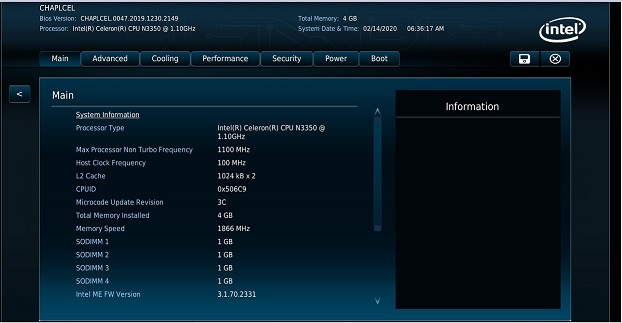 CHAPLCEL
Bios Version: CHAPLCEL.0047.2019.1230.2149 Total Memory: 4 GB
Processor: Intel(R) Celeron(R) CPU N3350 @ 1.10GHz System Date & Time: 02/14/2020 06:36:17 AM
intel
Main Advanced Cooling Performance Security Power Boot
<
Main
Information
System Information
Processor Type Intel(R) Celeron(R) CPU N3350 @
1.10GHz
Max Processor Non Turbo Frequency 1100 MHz
Host Clock Frequency 100 MHz
L2 Cache 1024 kB x 2
CPUID 0x506C9
Microcode Update Revision 3C
Total Memory Installed 4 GB
Memory Speed 1866 MHz
SODIMM 1 1 GB
SODIMM 2 1 GB
SODIMM 3 1 GB
SODIMM 4 1 GB
Intel ME FW Version 3.1.70.2331